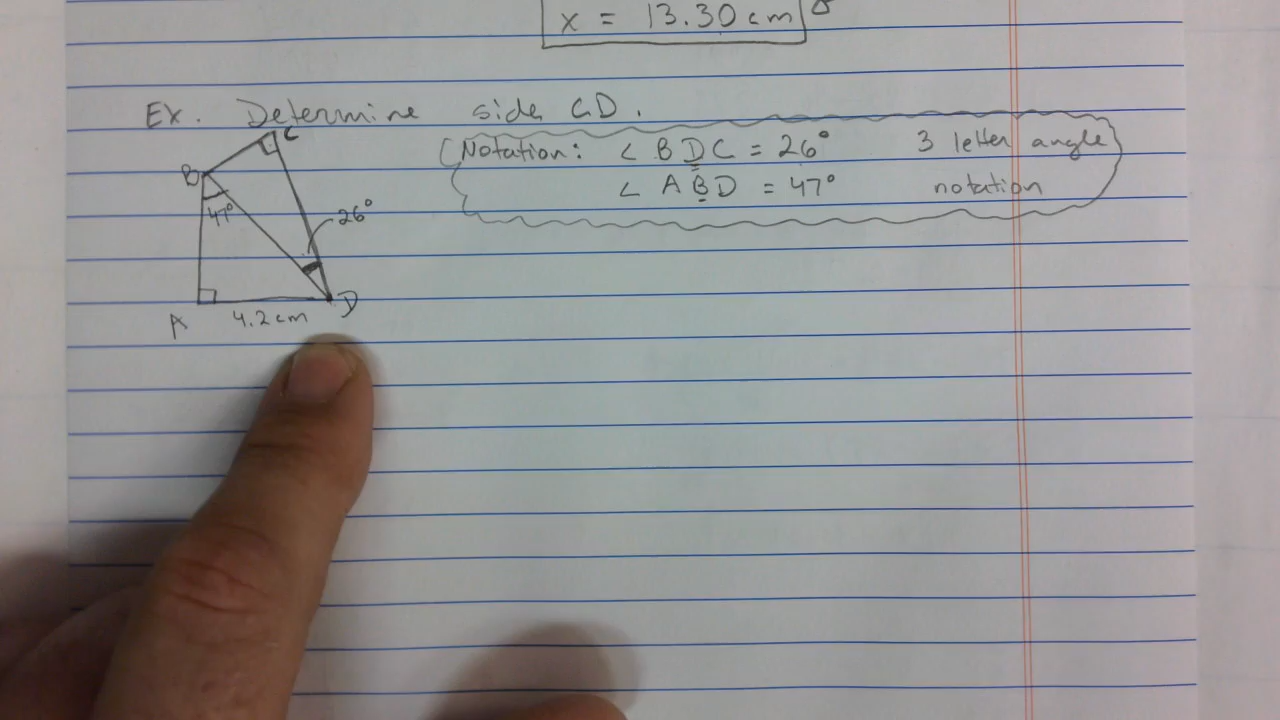 x = 13.30 cm
Ex. Determine side CD.
C
(Notation: ∠ BDC = 26° 3 letter angle
B
∠ ABD = 47° notation
47°
26°
D
A 4.2 cm